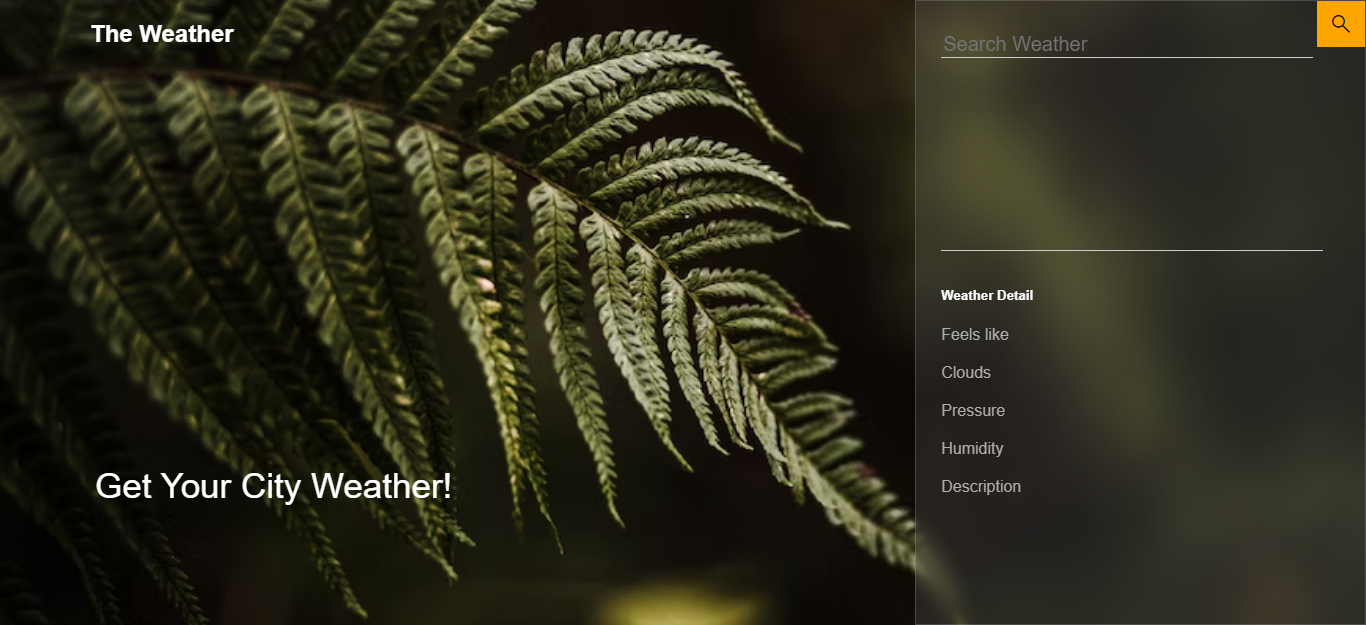 The Weather
Search Weather
Get Your City Weather!
Weather Detail
Feels like
Clouds
Pressure
Humidity
Description